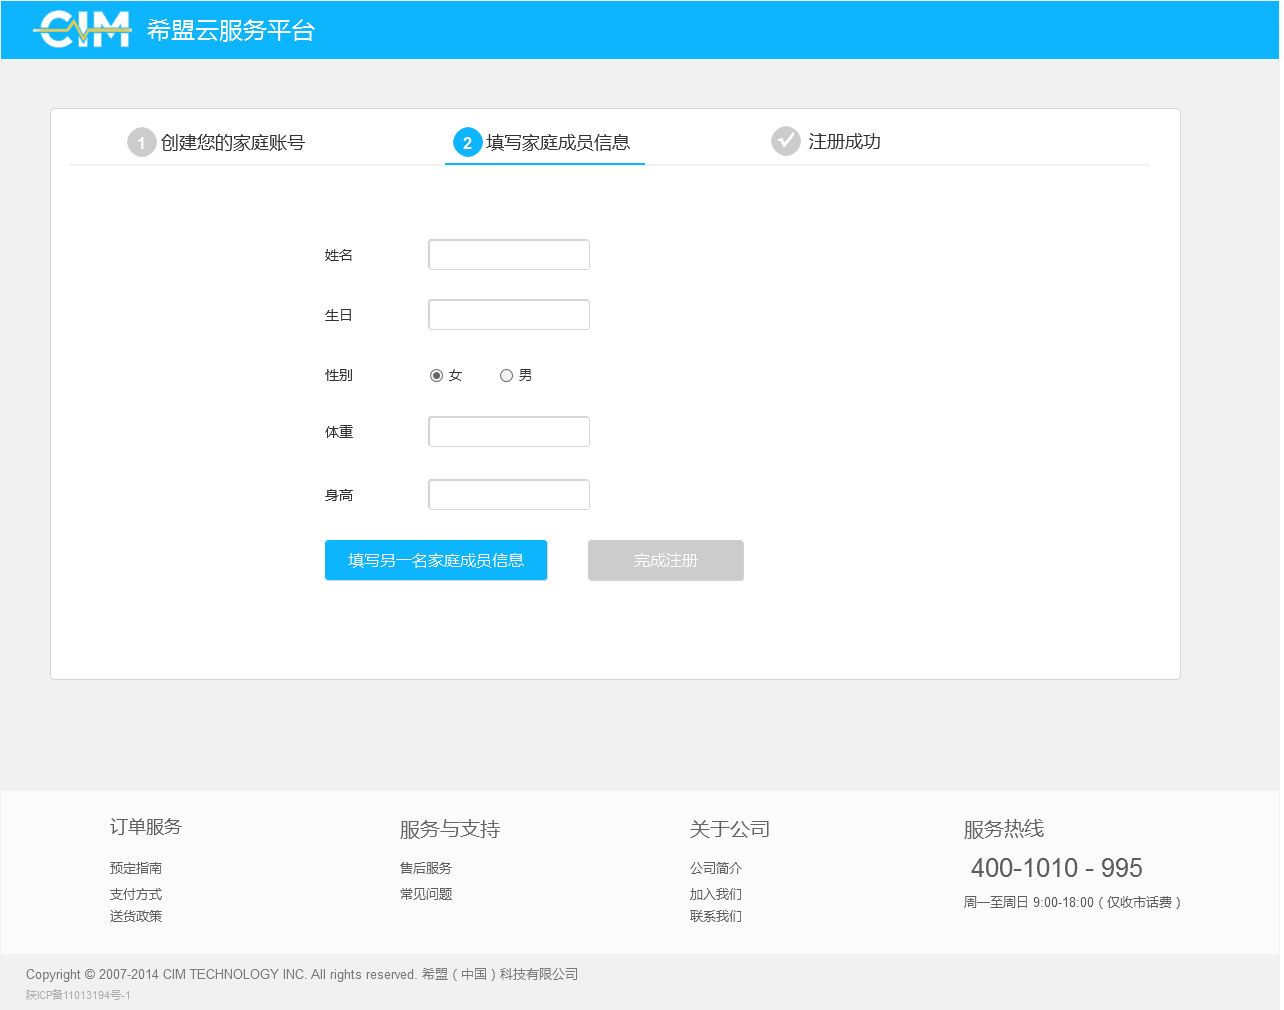 CIM 希盟云服务平台
1 创建您的家庭账号 2 填写家庭成员信息 注册成功
姓名
生日
性别 女 男
体重
身高
填写另一名家庭成员信息 完成注册
订单服务 服务与支持 关于公司 服务热线
预定指南 售后服务 公司简介 400-1010 - 995
支付方式 常见问题 加入我们 周一至周日 9:00-18:00 ( 仅收市话费 )
送货政策 联系我们
Copyright © 2007-2014 CIM TECHNOLOGY INC. All rights reserved. 希盟（中国）科技有限公司
陕ICP备11013194号-1